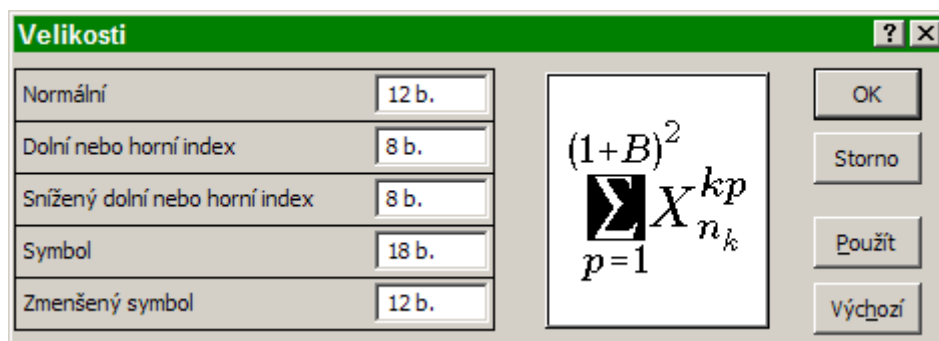 Velikosti
Normální 12 b.
Dolní nebo horní index 8 b.
Snížený dolní nebo horní index 8 b.
Symbol 18 b.
Zmenšený symbol 12 b.
(1+B)²
∑ X n k kp
p=1
OK
Storno
Použít
Výchozí